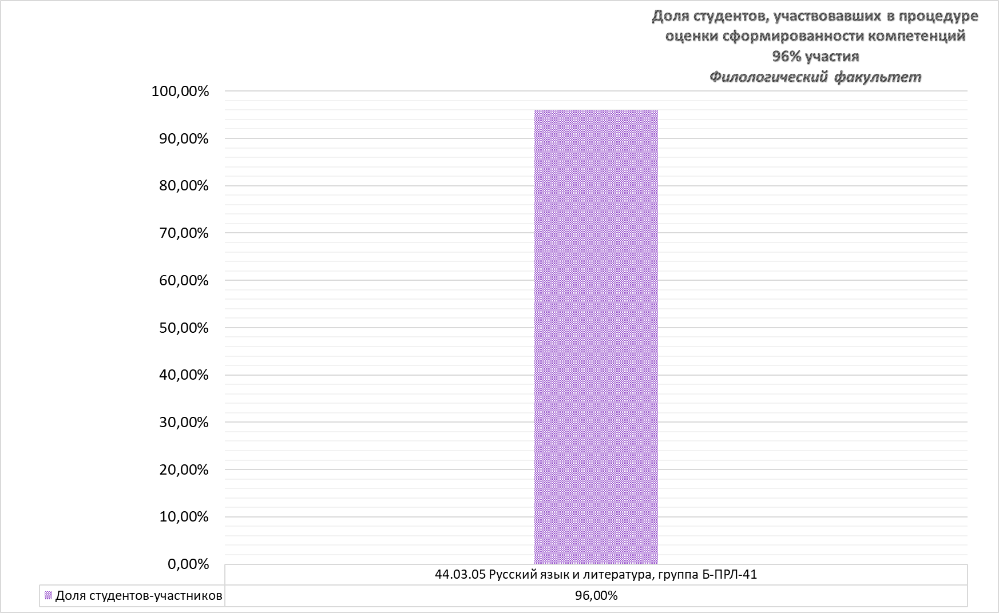 Доля студентов, участвовавших в процедуре
оценки сформированности компетенций
96% участия
Филологический факультет
100,00%
90,00%
80,00%
70,00%
60,00%
50,00%
40,00%
30,00%
20,00%
10,00%
0,00%
44.03.05 Русский язык и литература, группа Б-ПРЛ-41
Доля студентов-участников 96,00%